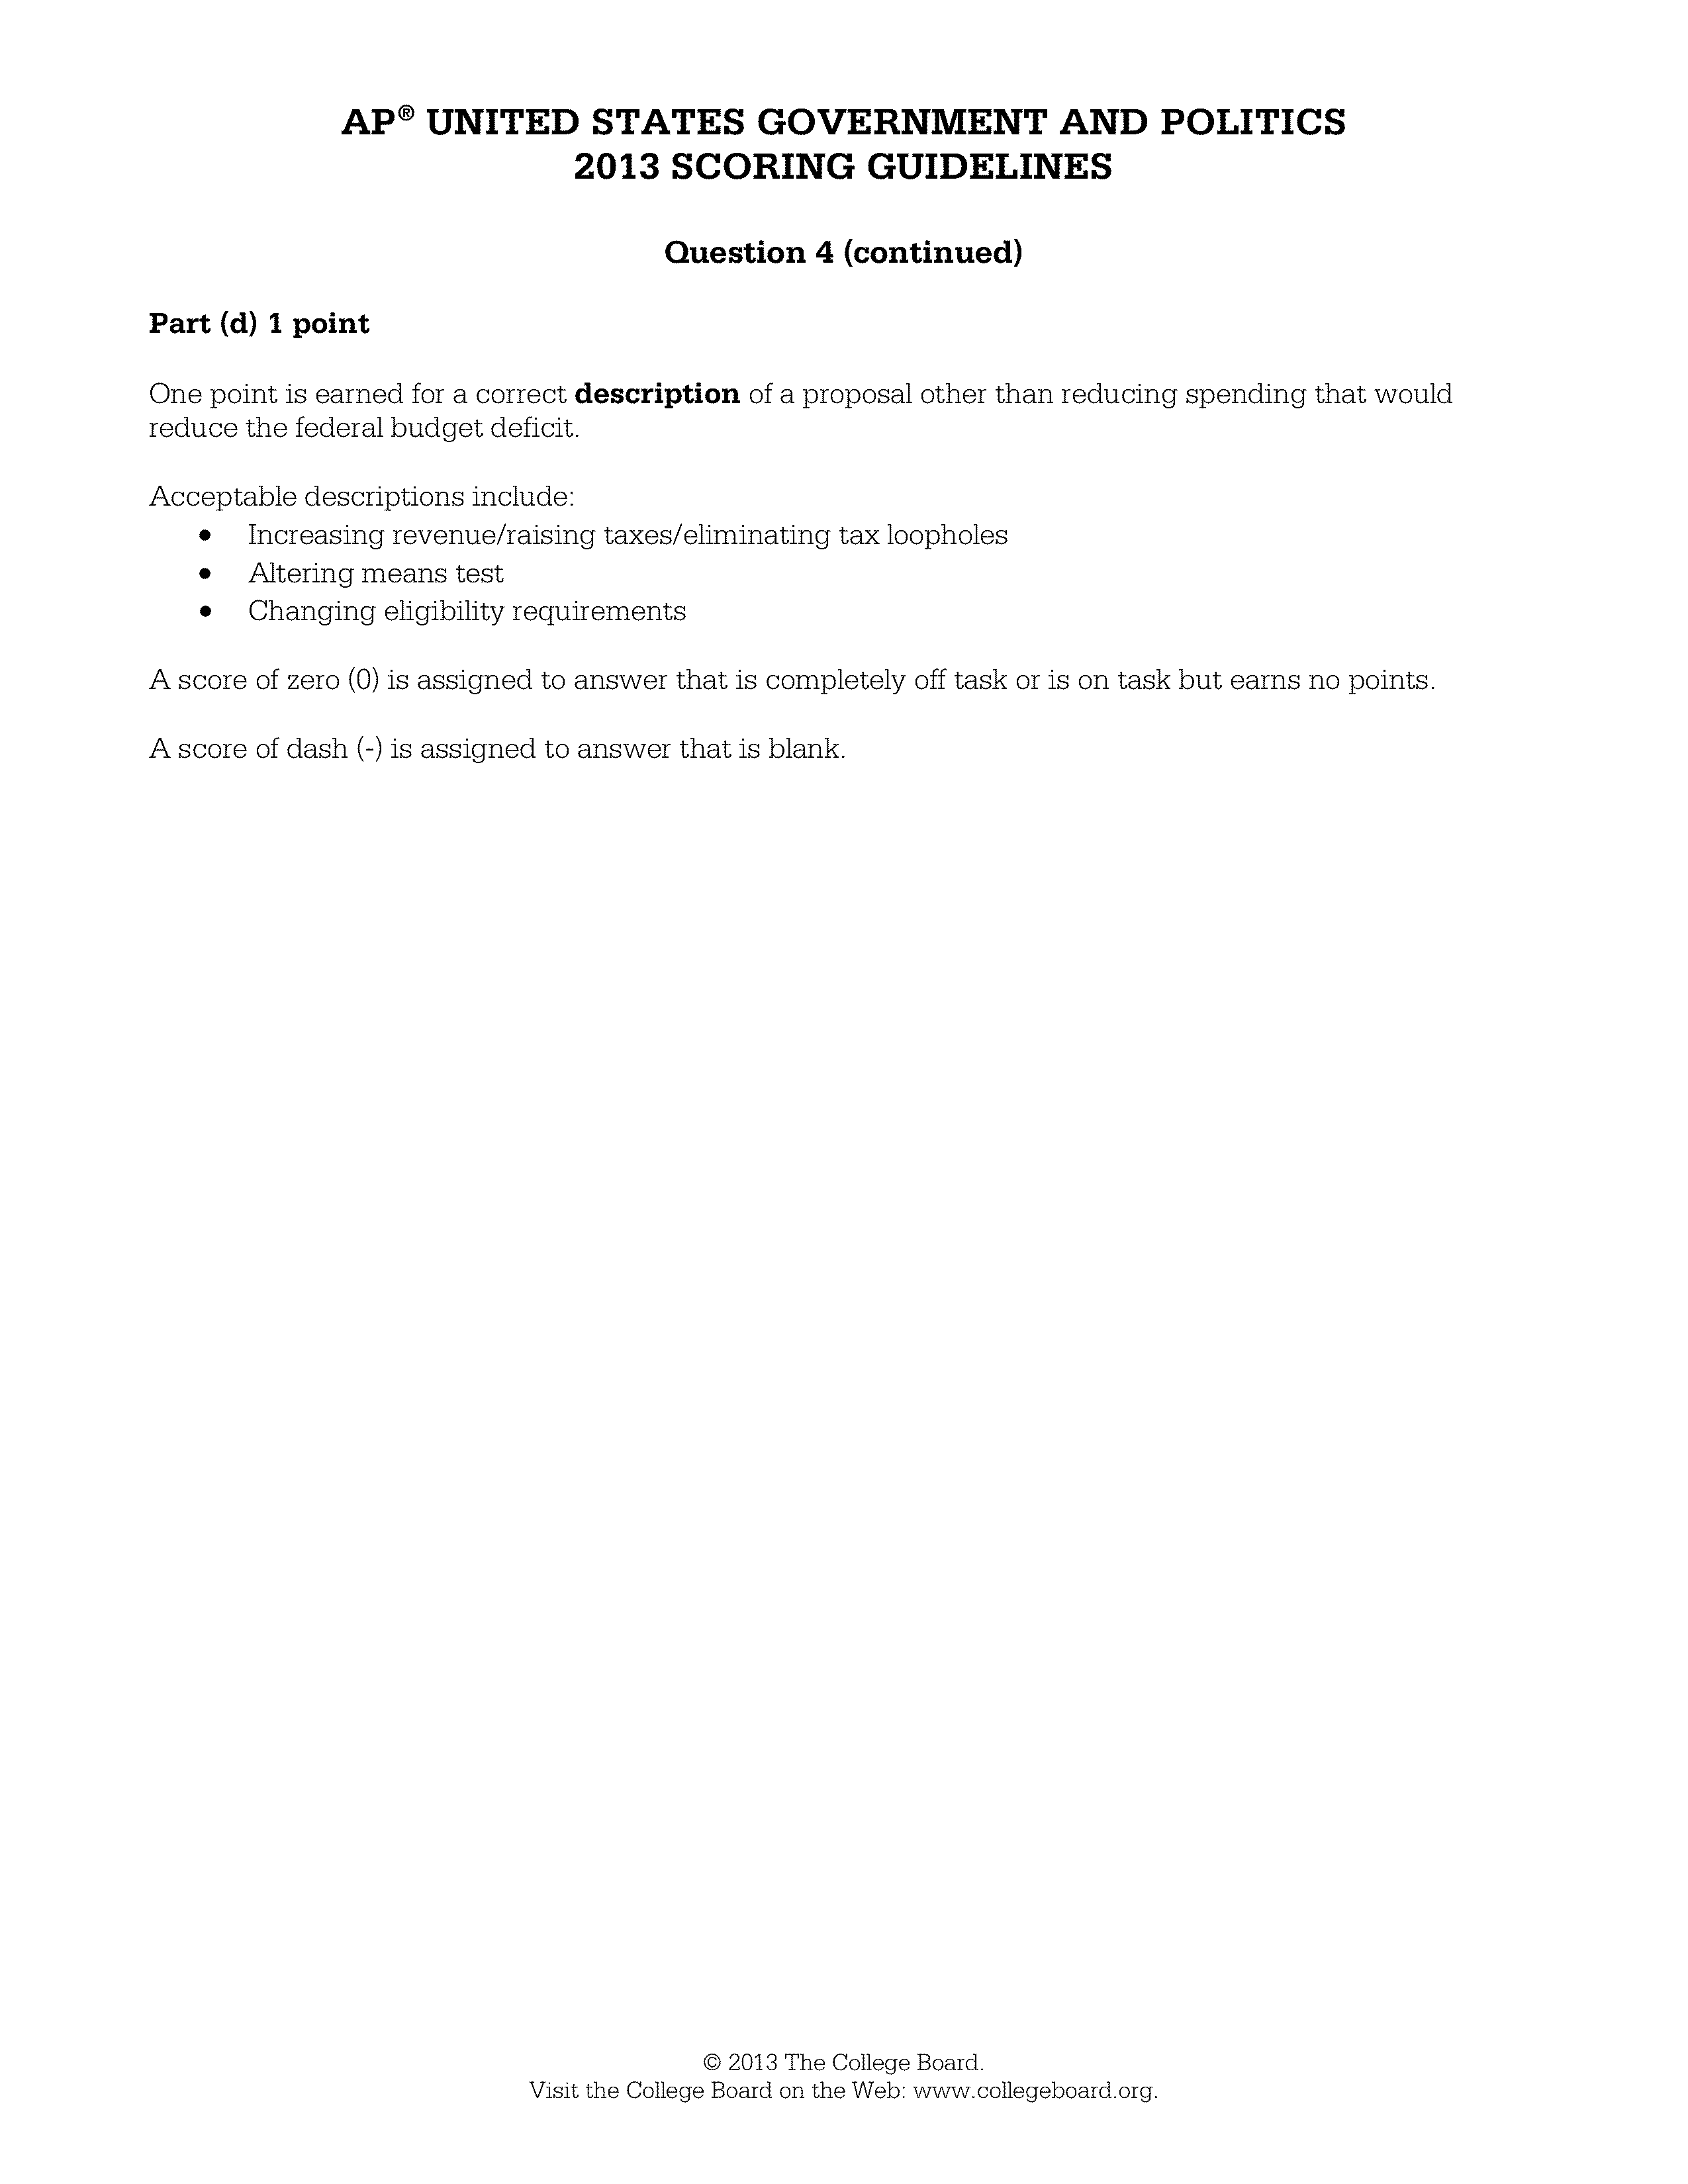 AP® UNITED STATES GOVERNMENT AND POLITICS
2013 SCORING GUIDELINES
Question 4 (continued)
Part (d) 1 point
One point is earned for a correct description of a proposal other than reducing spending that would
reduce the federal budget deficit.
Acceptable descriptions include:
• Increasing revenue/raising taxes/eliminating tax loopholes
• Altering means test
• Changing eligibility requirements
A score of zero (0) is assigned to answer that is completely off task or is on task but earns no points.
A score of dash (-) is assigned to answer that is blank.
© 2013 The College Board.
Visit the College Board on the Web: www.collegeboard.org.